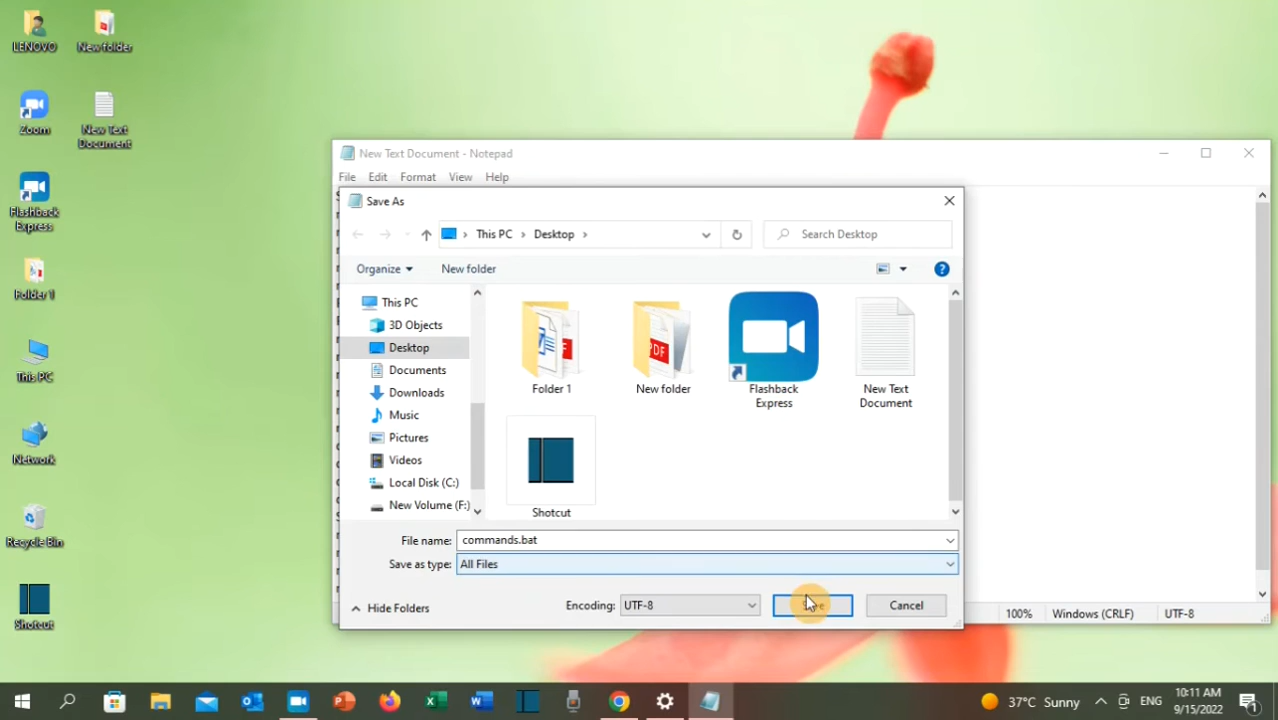 LENOVO
New folder
Zoom
New Text
Document
Flashback
Express
Folder 1
This PC
Network
Recycle Bin
Shotcut
New Text Document - Notepad
File Edit Format View Help
Save As
This PC Desktop
Search Desktop
Organize New folder
This PC
3D Objects
Desktop
Documents
Downloads
Music
Pictures
Videos
Local Disk (C:)
New Volume (F:)
Folder 1
New folder
Flashback
Express
New Text
Document
Shotcut
File name: commands.bat
Save as type: All Files
Hide Folders
Encoding: UTF-8
Cancel
100% Windows (CRLF) UTF-8
37°C Sunny
ENG
10:11 AM
9/15/2022
1